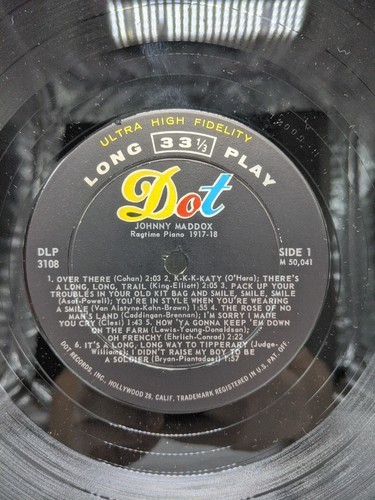 ULTRA HIGH FIDELITY
LONG 33 1/3 PLAY
Dot
JOHNNY MADDOX
Ragtime Piano 1917-18
DLP
3108
SIDE 1
M 50,041
1. OVER THERE (Cohan) 2:03 2. K-K-K-KATY (O'Hara); THERE'S
A LONG, LONG, TRAIL (King-Elliott) 2:05 3. PACK UP YOUR
TROUBLES IN YOUR OLD KIT BAG AND SMILE, SMILE, SMILE
(Asaf-Powell); YOU'RE IN STYLE WHEN YOU'RE WEARING
A SMILE (Van Alstyne-Kahn-Brown) 1:55 4. THE ROSE OF NO
MAN'S LAND (Caddingan-Brennan); I'M SORRY I MADE
YOU CRY (Clesi) 1:43 5. HOW 'YA GONNA KEEP 'EM DOWN
ON THE FARM (Lewis-Young-Donaldson);
OH FRENCHY (Ehrlich-Conrad) 2:22
6. IT'S A LONG, LONG WAY TO TIPPERARY (Judge-
Williams); I DIDN'T RAISE MY BOY TO BE
A SOLDIER (Bryan-Piantadosi) 1:57
DOT RECORDS, INC., HOLLYWOOD 28, CALIF. TRADEMARK REGISTERED IN U.S. PAT. OFF.